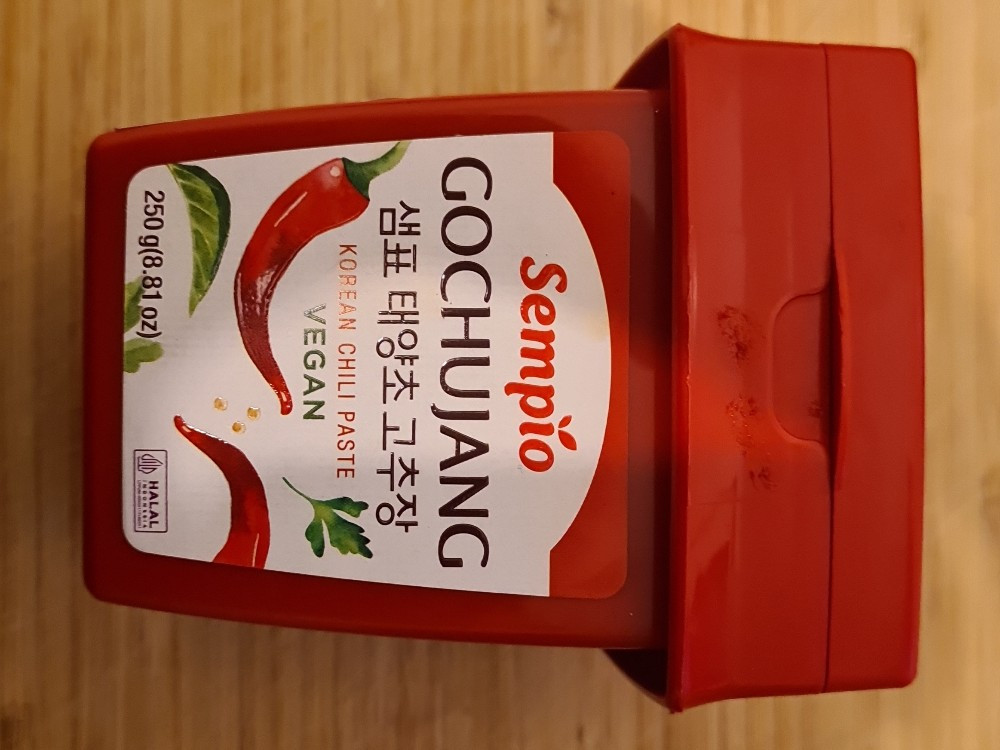 Sempio
GOCHUJANG
샘표 태양초 고추장
KOREAN CHILI PASTE
VEGAN
HALAL
INDONESIA
250 g(8.81 oz)